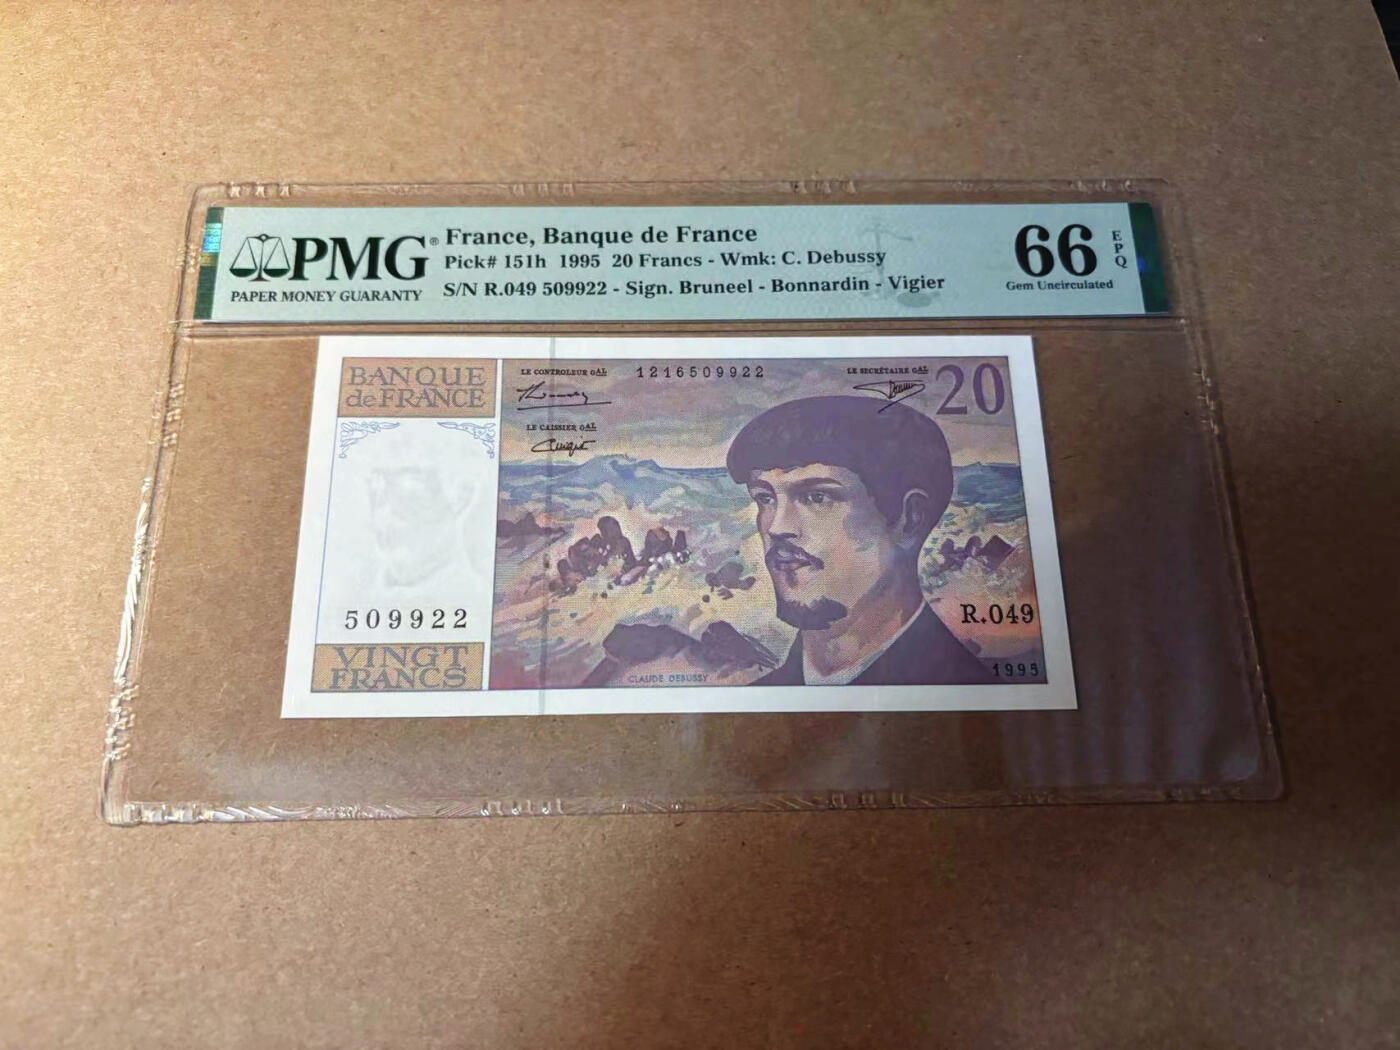 PMG®
PAPER MONEY GUARANTY
France, Banque de France
Pick# 151h 1995 20 Francs - Wmk: C. Debussy
S/N R.049 509922 - Sign. Bruneel - Bonnardin - Vigier
66
EPQ
Gem Uncirculated
BANQUE
de FRANCE
LE CONTROLEUR GAL
1216509922
LE SECRÉTAIRE GAL
20
LE CAISSIER GAL
509922
R.049
VINGT
FRANCS
CLAUDE DEBUSSY
1995